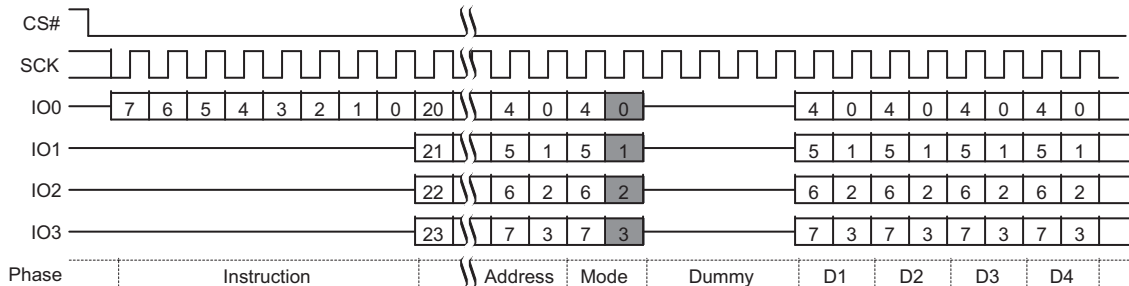 CS#
SCK
IO0 7 6 5 4 3 2 1 0 20 4 0 4 0 4 0 4 0 4 0 4 0
IO1 21 5 1 5 1 5 1 5 1 5 1 5 1
IO2 22 6 2 6 2 6 2 6 2 6 2 6 2
IO3 23 7 3 7 3 7 3 7 3 7 3 7 3
Phase Instruction Address Mode Dummy D1 D2 D3 D4